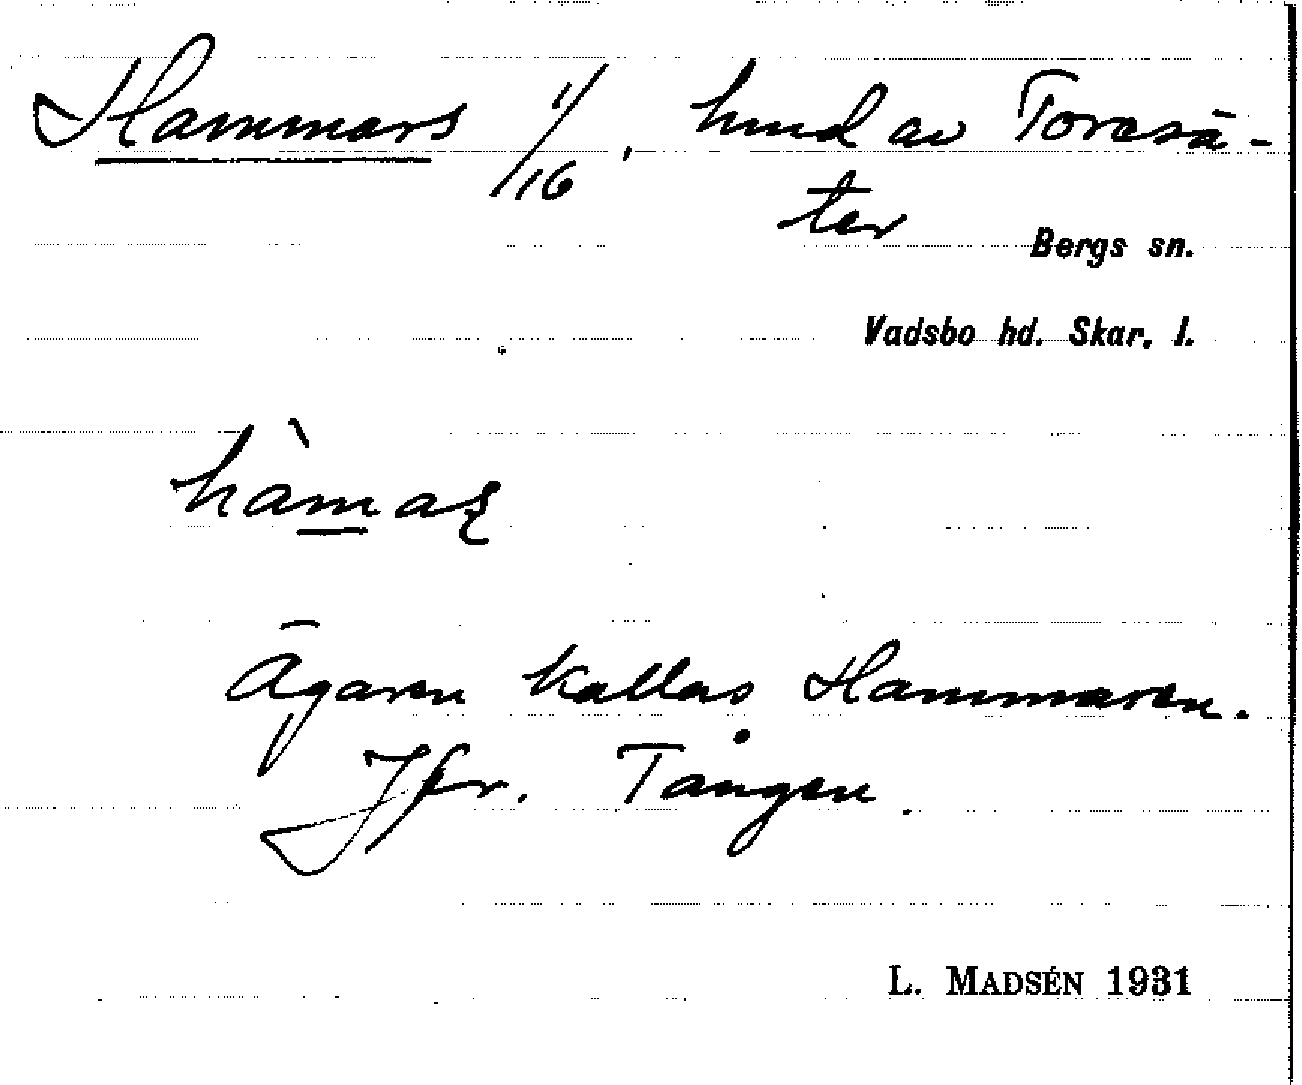 Hammars 1/16, hmd av Toresä-
ter
Bergs sn.
Vadsbo hd. Skar. l.
hàmaʂ
Ägaren kallas Hammaren.
Jfr. Tången.
L. MADSÉN 1931